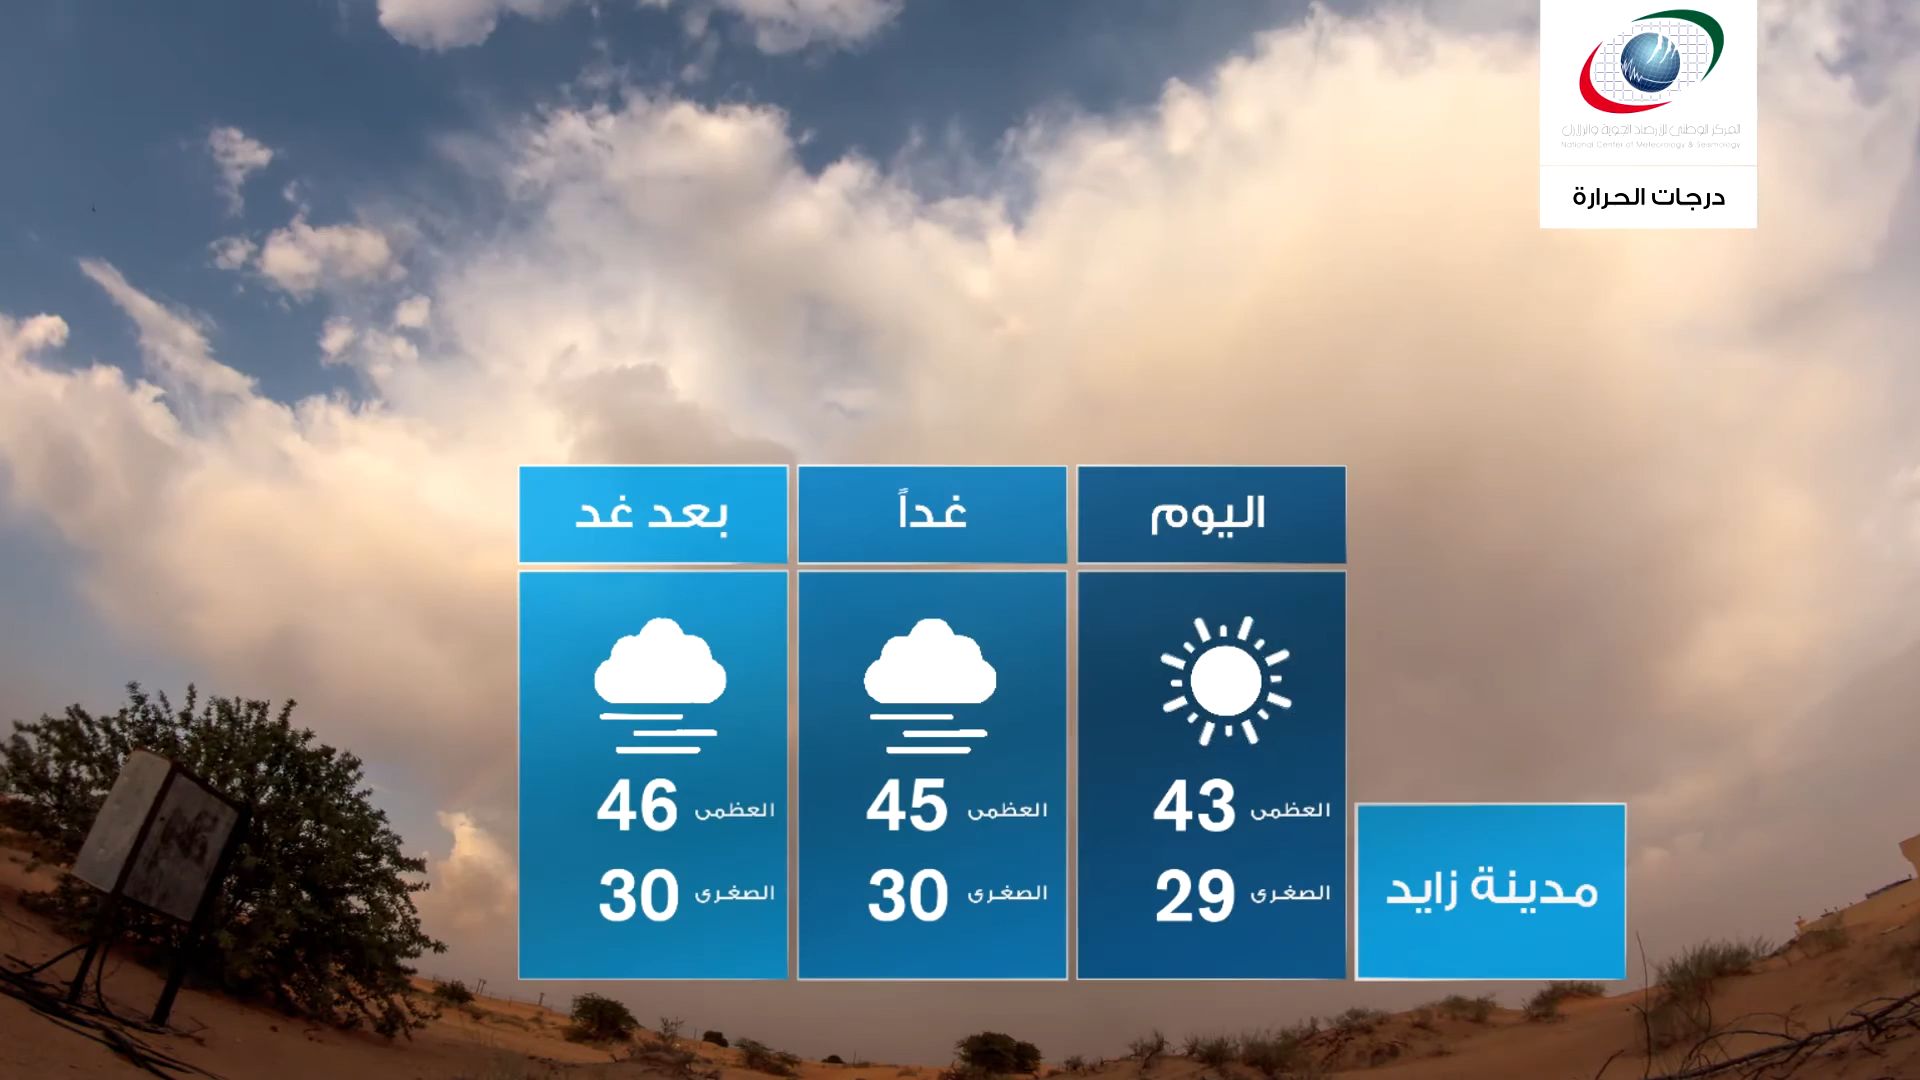 المركز الوطني للأرصاد الجوية والزلازل
National Center of Meteorology & Seismology
درجات الحرارة
اليوم
غداً
بعد غد
العظمى 43
الصغرى 29
العظمى 45
الصغرى 30
العظمى 46
الصغرى 30
مدينة زايد